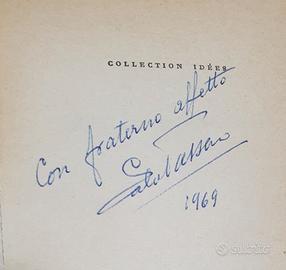 COLLECTION IDÉES
Con fraterno affetto
1969
subito